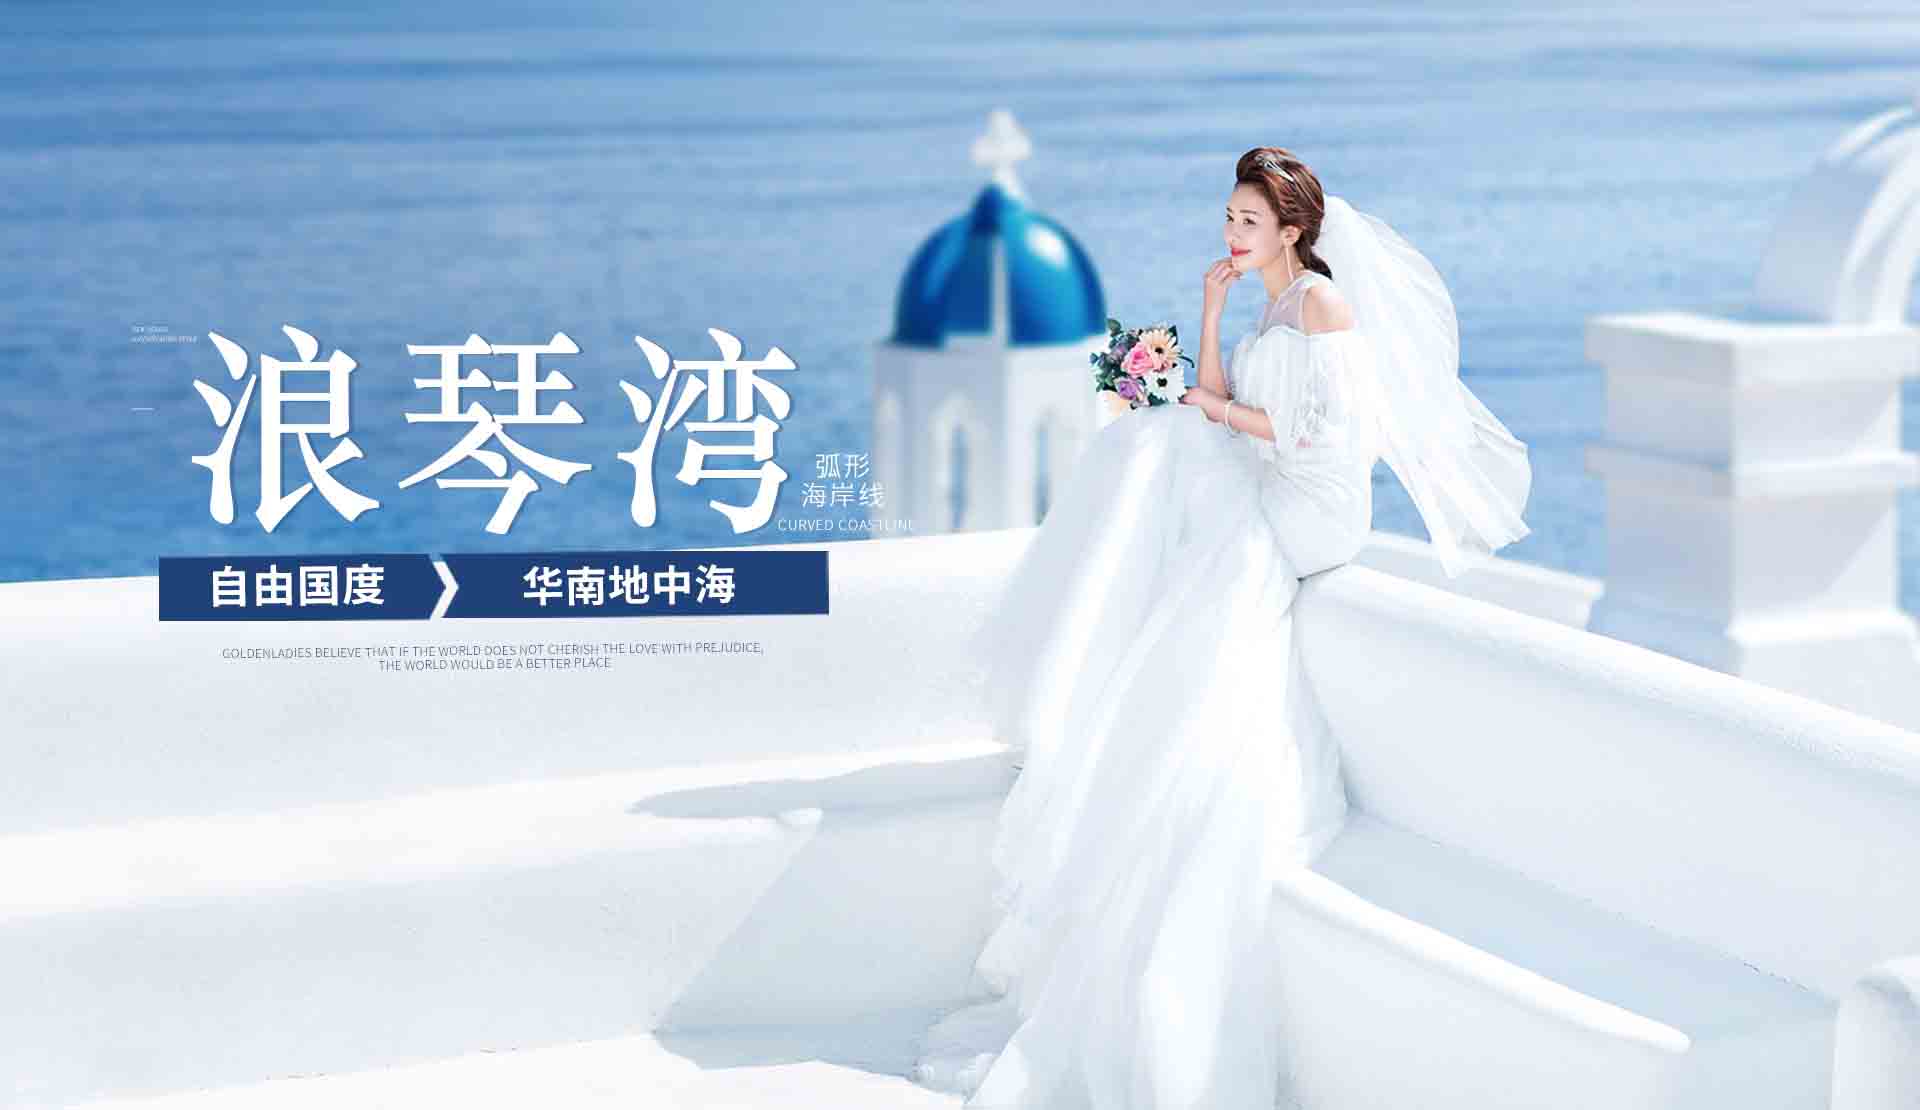 浪琴湾
弧形
海岸线
CURVED COASTLINE
自由国度
华南地中海
GOLDENLADIES BELIEVE THAT IF THE WORLD DOES NOT CHERISH THE LOVE WITH PREJUDICE,
THE WORLD WOULD BE A BETTER PLACE